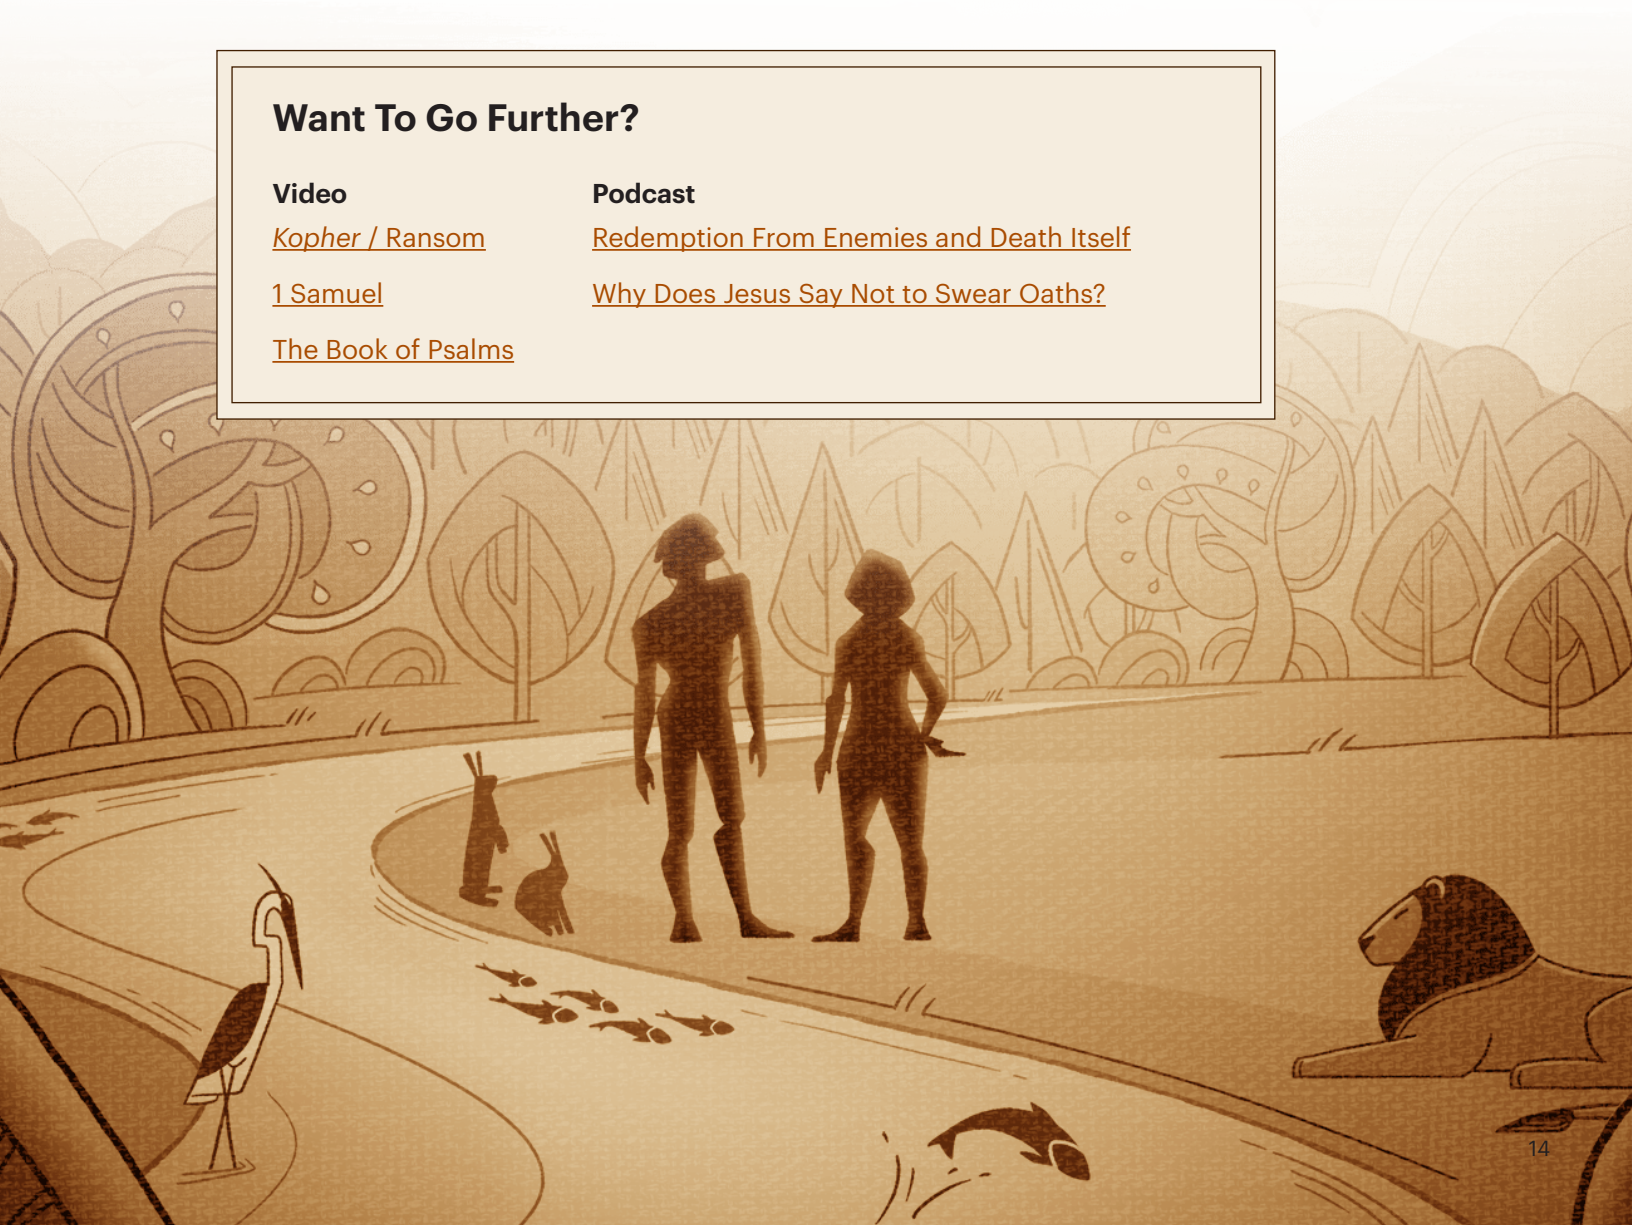 Want To Go Further?
Video
Kopher / Ransom
1 Samuel
The Book of Psalms
Podcast
Redemption From Enemies and Death Itself
Why Does Jesus Say Not to Swear Oaths?
14